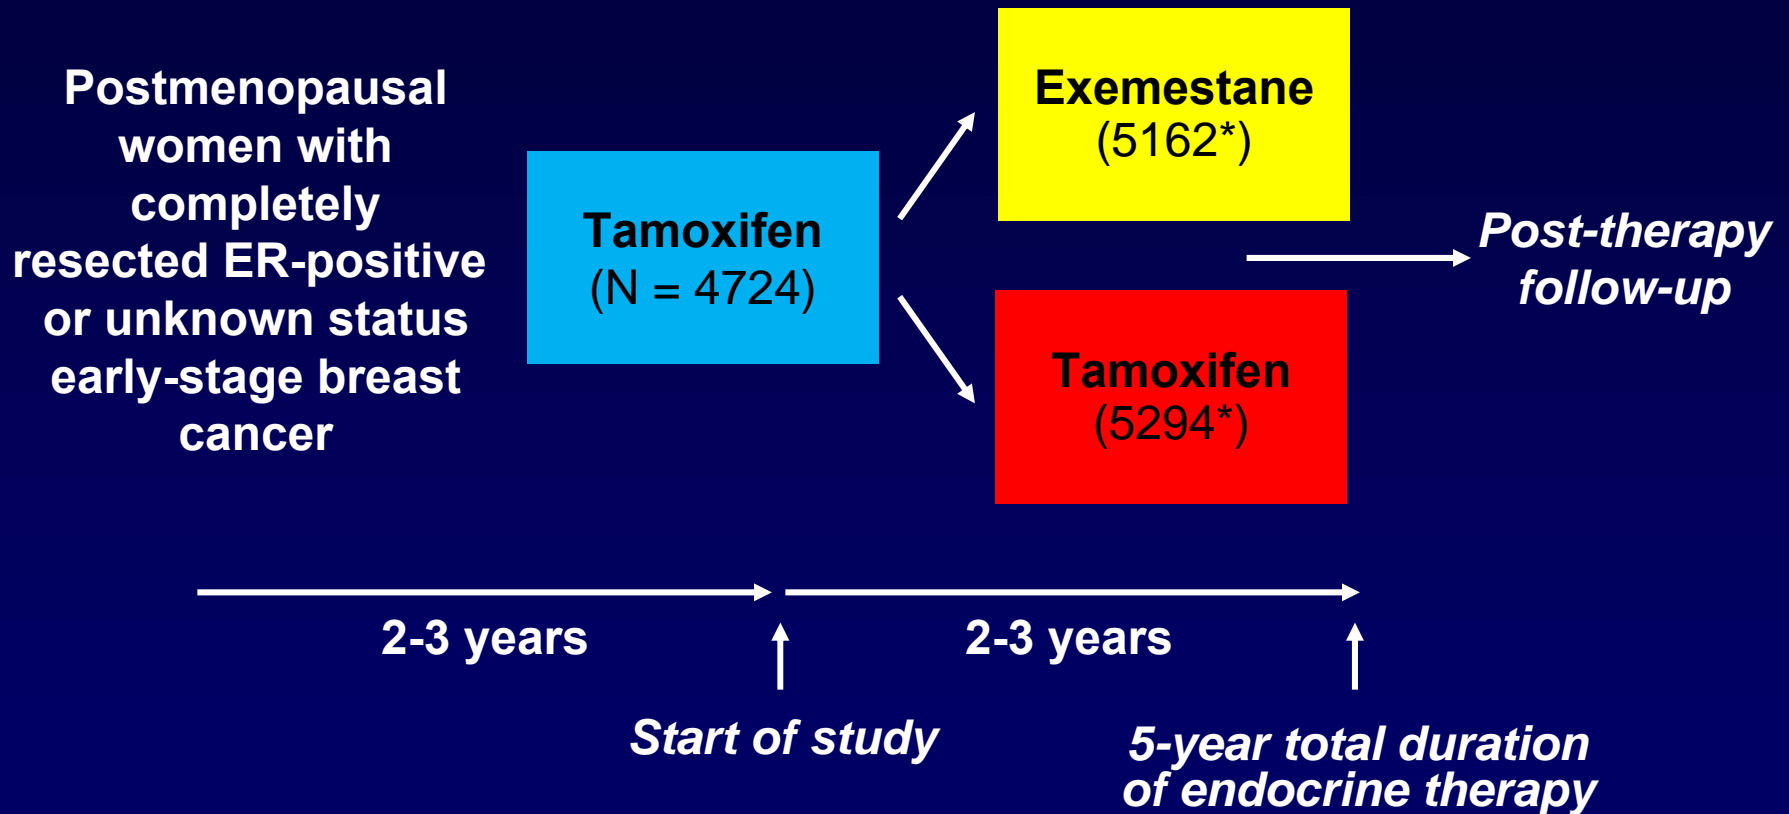 Postmenopausal
women with
completely
resected ER-positive
or unknown status
early-stage breast
cancer
Tamoxifen
(N = 4724)
Exemestane
(5162*)
Tamoxifen
(5294*)
Post-therapy
follow-up
2-3 years
2-3 years
Start of study
5-year total duration
of endocrine therapy